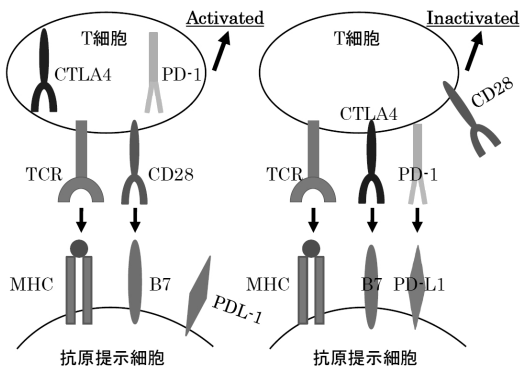 Activated
T細胞
CTLA4
PD-1
TCR
CD28
MHC
B7
PDL-1
抗原提示細胞
Inactivated
T細胞
CD28
CTLA4
TCR
PD-1
MHC
B7
PD-L1
抗原提示細胞